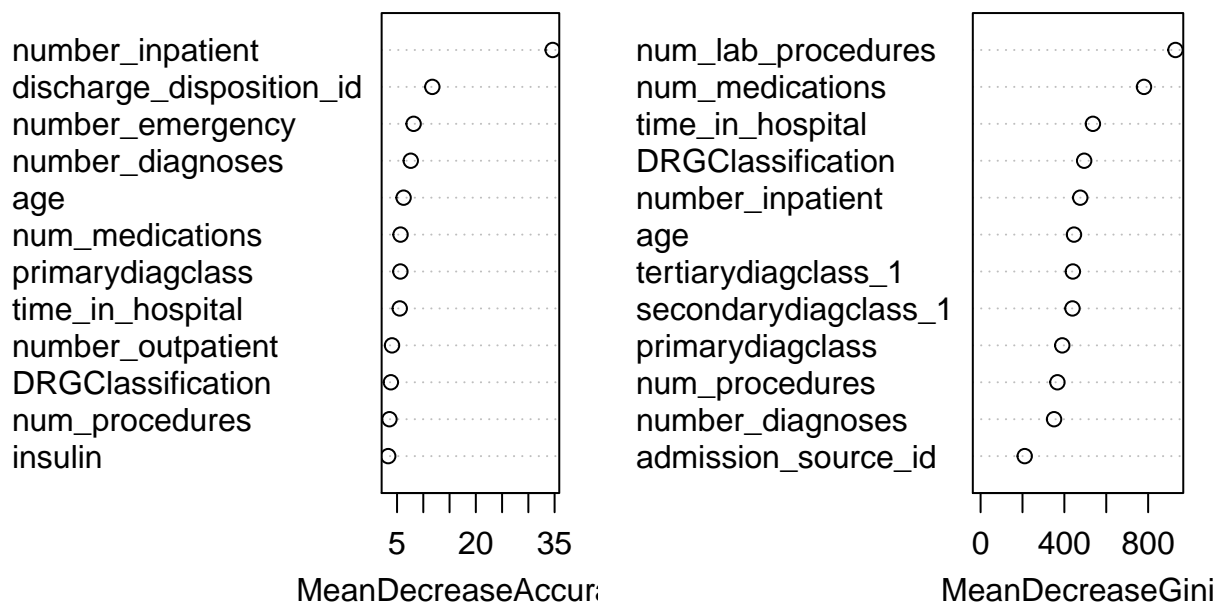 number_inpatient
discharge_disposition_id
number_emergency
number_diagnoses
age
num_medications
primarydiagclass
time_in_hospital
number_outpatient
DRGClassification
num_procedures
insulin
5 20 35
MeanDecreaseAccura
num_lab_procedures
num_medications
time_in_hospital
DRGClassification
number_inpatient
age
tertiarydiagclass_1
secondarydiagclass_1
primarydiagclass
num_procedures
number_diagnoses
admission_source_id
0 400 800
MeanDecreaseGini